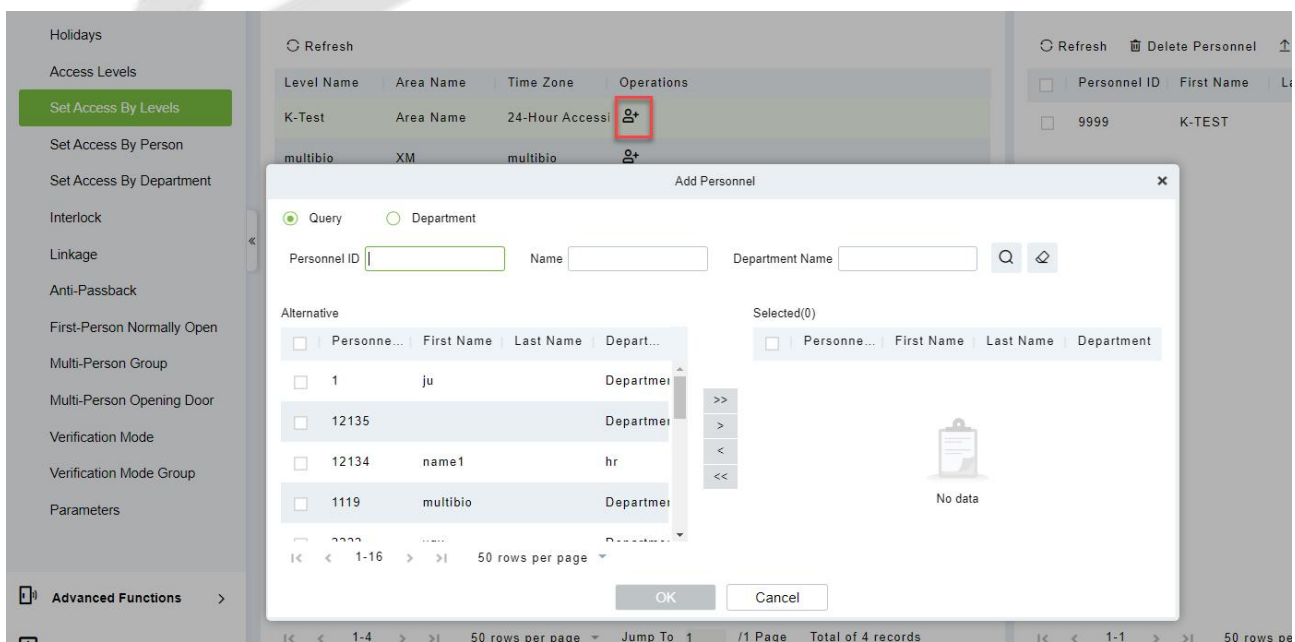 Holidays
Access Levels
Set Access By Levels
Set Access By Person
Set Access By Department
Interlock
Linkage
Anti-Passback
First-Person Normally Open
Multi-Person Group
Multi-Person Opening Door
Verification Mode
Verification Mode Group
Parameters
Advanced Functions >
Refresh
Level Name Area Name Time Zone Operations
K-Test Area Name 24-Hour Accessi
multibio XM multibio
Refresh Delete Personnel
Personnel ID First Name La
9999 K-TEST
Add Personnel
Query Department
Personnel ID Name Department Name
Alternative
Personne... First Name Last Name Depart...
1 ju Departmen
12135 Departmen
12134 name1 hr
1119 multibio Departmen
>>
>
<
<<
Selected(0)
Personne... First Name Last Name Department
No data
|< < 1-16 > >| 50 rows per page
OK Cancel
|< < 1-4 > >| 50 rows per page Jump To 1 /1 Page Total of 4 records
|< < 1-1 > >| 50 rows pe